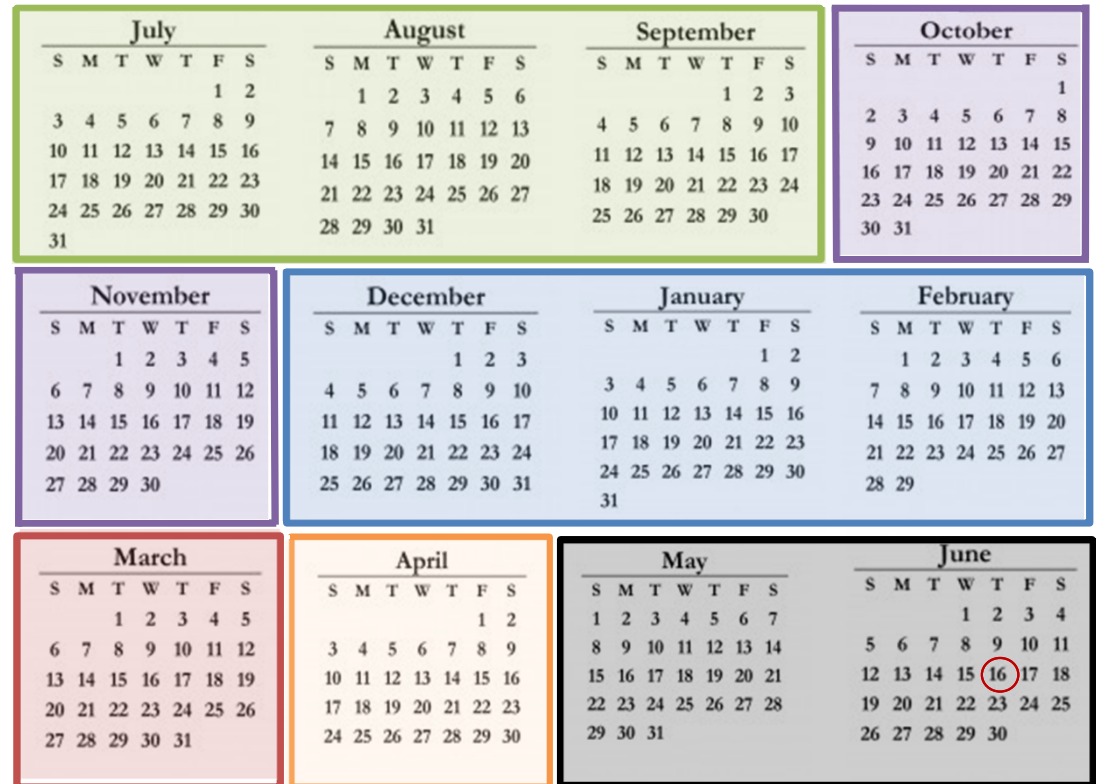 July
S M T W T F S
1 2
3 4 5 6 7 8 9
10 11 12 13 14 15 16
17 18 19 20 21 22 23
24 25 26 27 28 29 30
31
August
S M T W T F S
1 2 3 4 5 6
7 8 9 10 11 12 13
14 15 16 17 18 19 20
21 22 23 24 25 26 27
28 29 30 31
September
S M T W T F S
1 2 3
4 5 6 7 8 9 10
11 12 13 14 15 16 17
18 19 20 21 22 23 24
25 26 27 28 29 30
October
S M T W T F S
1
2 3 4 5 6 7 8
9 10 11 12 13 14 15
16 17 18 19 20 21 22
23 24 25 26 27 28 29
30 31
November
S M T W T F S
1 2 3 4 5
6 7 8 9 10 11 12
13 14 15 16 17 18 19
20 21 22 23 24 25 26
27 28 29 30
December
S M T W T F S
1 2 3
4 5 6 7 8 9 10
11 12 13 14 15 16 17
18 19 20 21 22 23 24
25 26 27 28 29 30 31
January
S M T W T F S
1 2
3 4 5 6 7 8 9
10 11 12 13 14 15 16
17 18 19 20 21 22 23
24 25 26 27 28 29 30
31
February
S M T W T F S
1 2 3 4 5 6
7 8 9 10 11 12 13
14 15 16 17 18 19 20
21 22 23 24 25 26 27
28 29
March
S M T W T F S
1 2 3 4 5
6 7 8 9 10 11 12
13 14 15 16 17 18 19
20 21 22 23 24 25 26
27 28 29 30 31
April
S M T W T F S
1 2
3 4 5 6 7 8 9
10 11 12 13 14 15 16
17 18 19 20 21 22 23
24 25 26 27 28 29 30
May
S M T W T F S
1 2 3 4 5 6 7
8 9 10 11 12 13 14
15 16 17 18 19 20 21
22 23 24 25 26 27 28
29 30 31
June
S M T W T F S
1 2 3 4
5 6 7 8 9 10 11
12 13 14 15 16 17 18
19 20 21 22 23 24 25
26 27 28 29 30